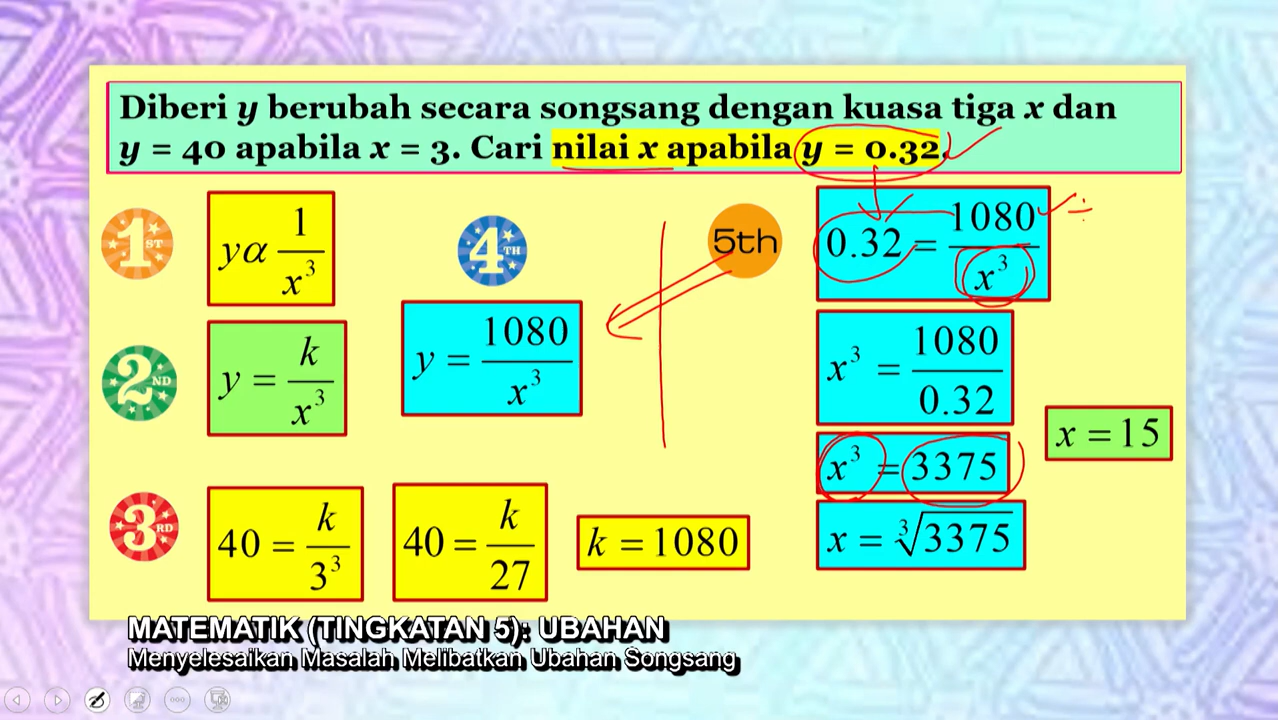 Diberi y berubah secara songsang dengan kuasa tiga x dan
y = 40 apabila x = 3. Cari nilai x apabila y = 0.32.
1ST
yα 1/x³
2ND
y = k/x³
3RD
40 = k/3³
40 = k/27
k = 1080
4TH
y = 1080/x³
5th
0.32 = 1080/x³
÷
x³ = 1080/0.32
x³ = 3375
x = ∛3375
x = 15
MATEMATIK (TINGKATAN 5): UBAHAN
Menyelesaikan Masalah Melibatkan Ubahan Songsang